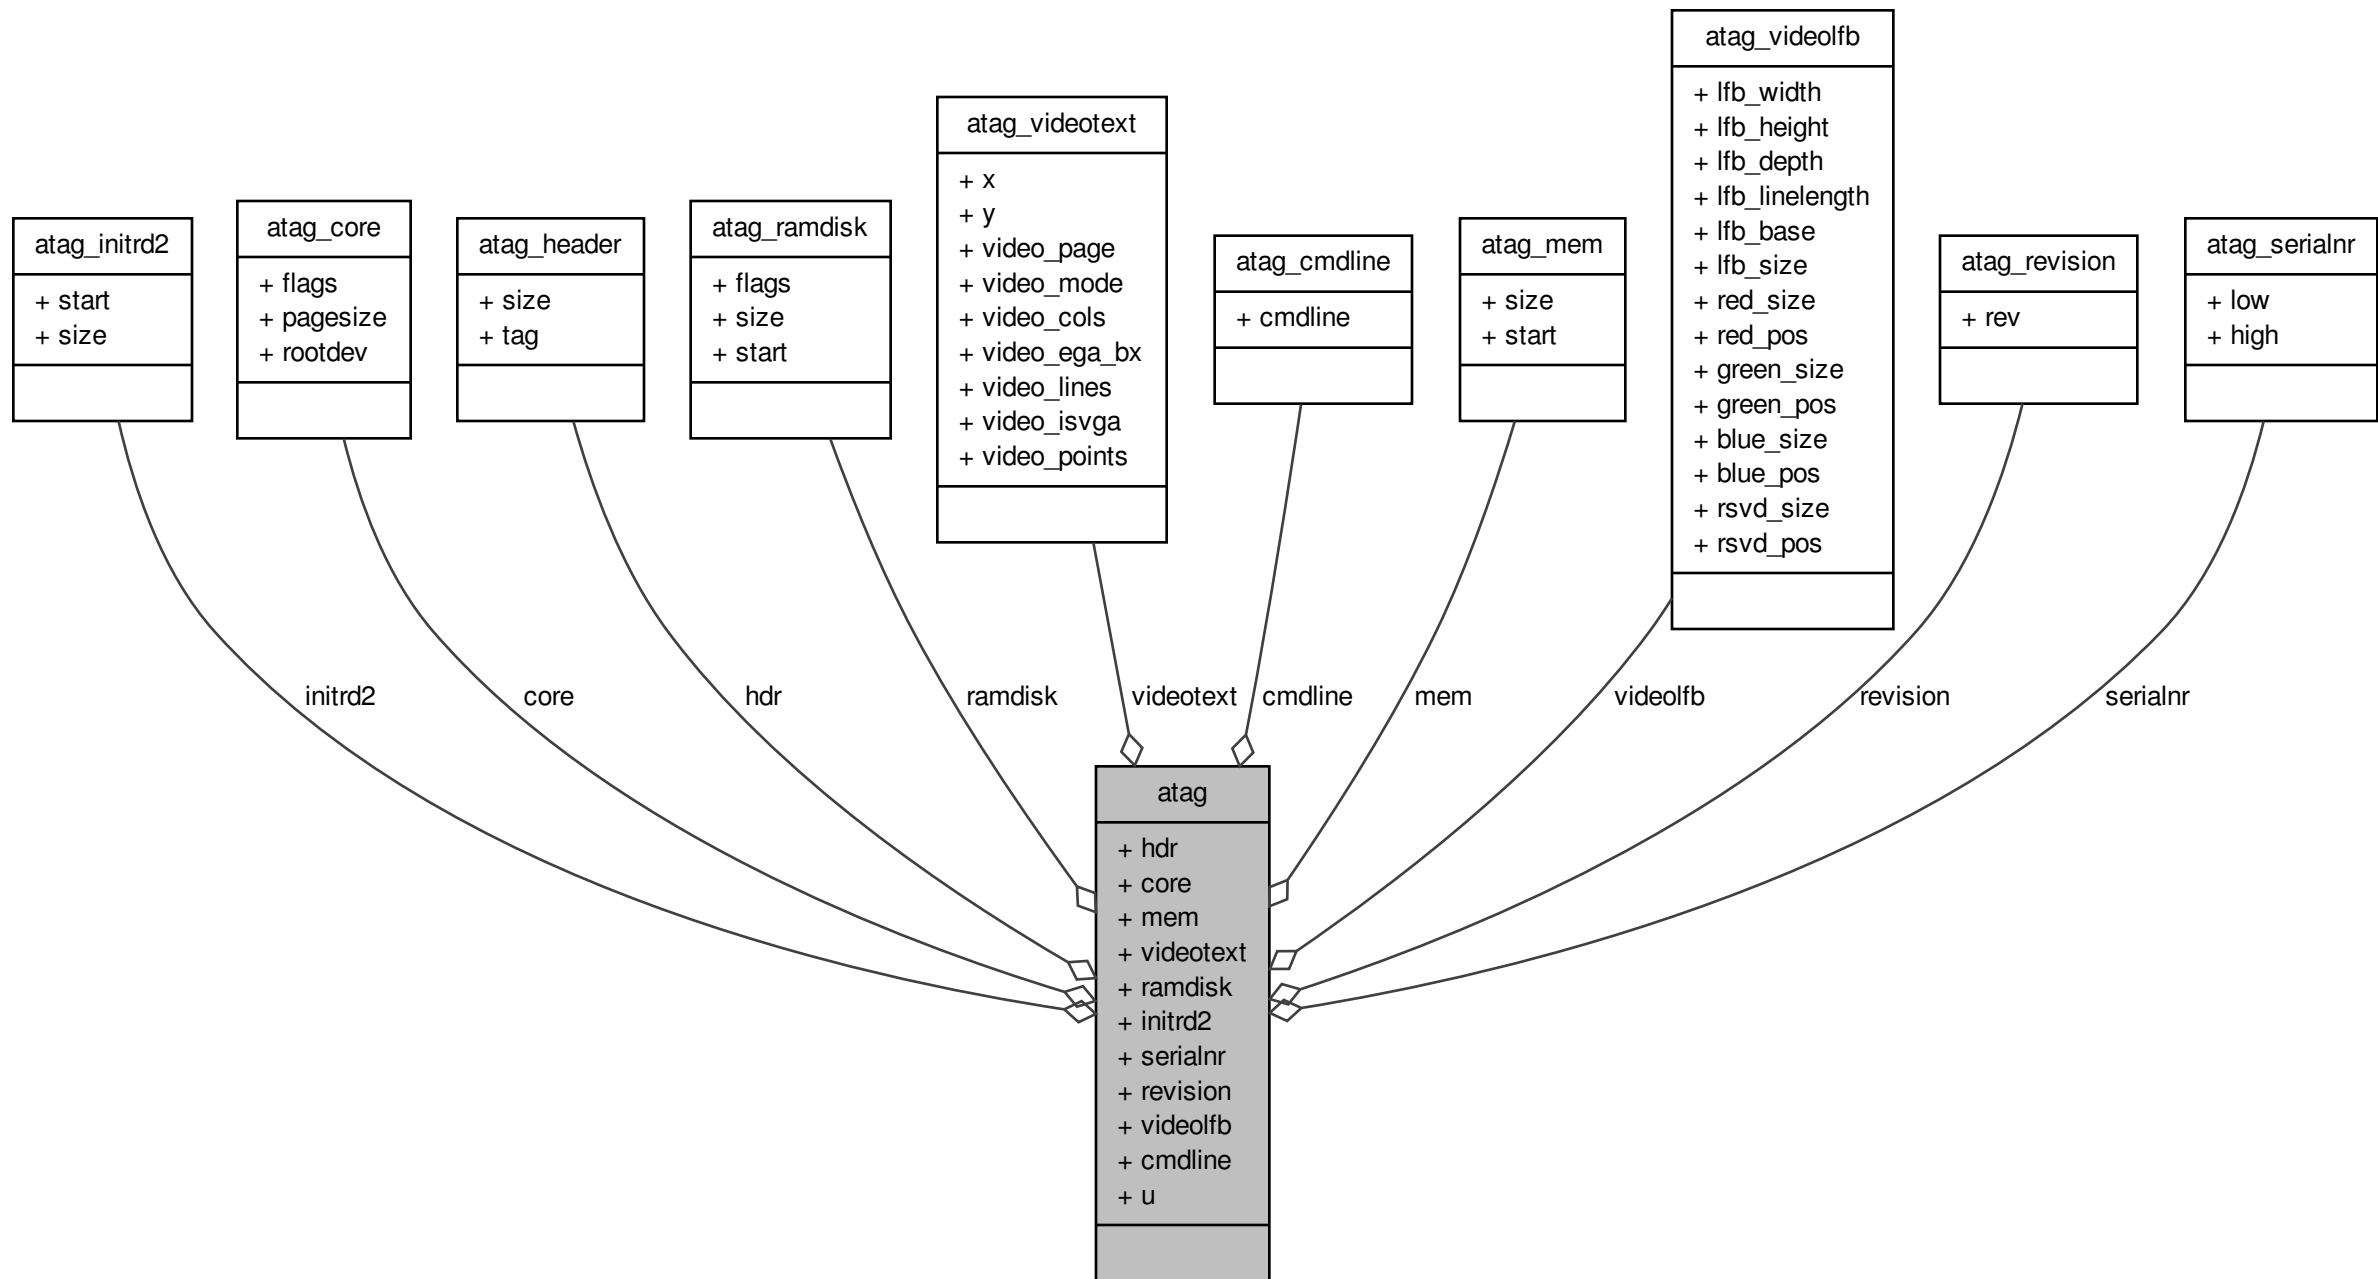 atag_initrd2
+ start
+ size
atag_core
+ flags
+ pagesize
+ rootdev
atag_header
+ size
+ tag
atag_ramdisk
+ flags
+ size
+ start
atag_videotext
+ x
+ y
+ video_page
+ video_mode
+ video_cols
+ video_ega_bx
+ video_lines
+ video_isvga
+ video_points
atag_cmdline
+ cmdline
atag_mem
+ size
+ start
atag_videolfb
+ lfb_width
+ lfb_height
+ lfb_depth
+ lfb_linelength
+ lfb_base
+ lfb_size
+ red_size
+ red_pos
+ green_size
+ green_pos
+ blue_size
+ blue_pos
+ rsvd_size
+ rsvd_pos
atag_revision
+ rev
atag_serialnr
+ low
+ high
initrd2
core
hdr
ramdisk
videotext
cmdline
mem
videolfb
revision
serialnr
atag
+ hdr
+ core
+ mem
+ videotext
+ ramdisk
+ initrd2
+ serialnr
+ revision
+ videolfb
+ cmdline
+ u